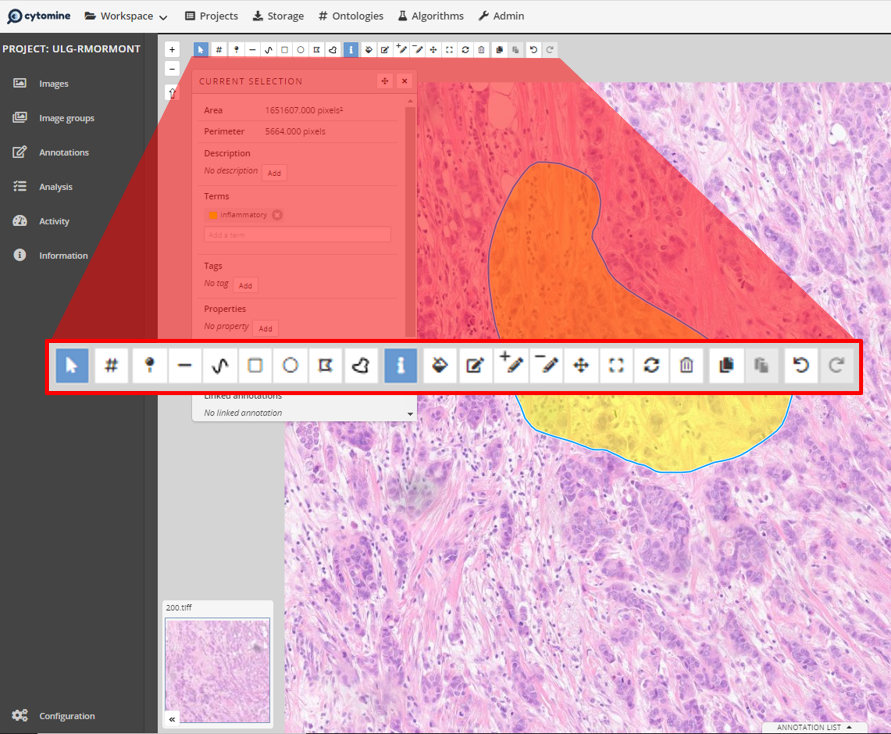 cytomine Workspace Projects Storage # Ontologies Algorithms Admin
PROJECT: ULG-RMORMONT
Images
Image groups
Annotations
Analysis
Activity
Information
Configuration
CURRENT SELECTION
Area 1651607.000 pixels²
Perimeter 5664.000 pixels
Description
No description Add
Terms
Inflammatory
Add a term
Tags
No tag Add
Properties
No property Add
Linked annotations
No linked annotation
200.tiff
ANNOTATION LIST